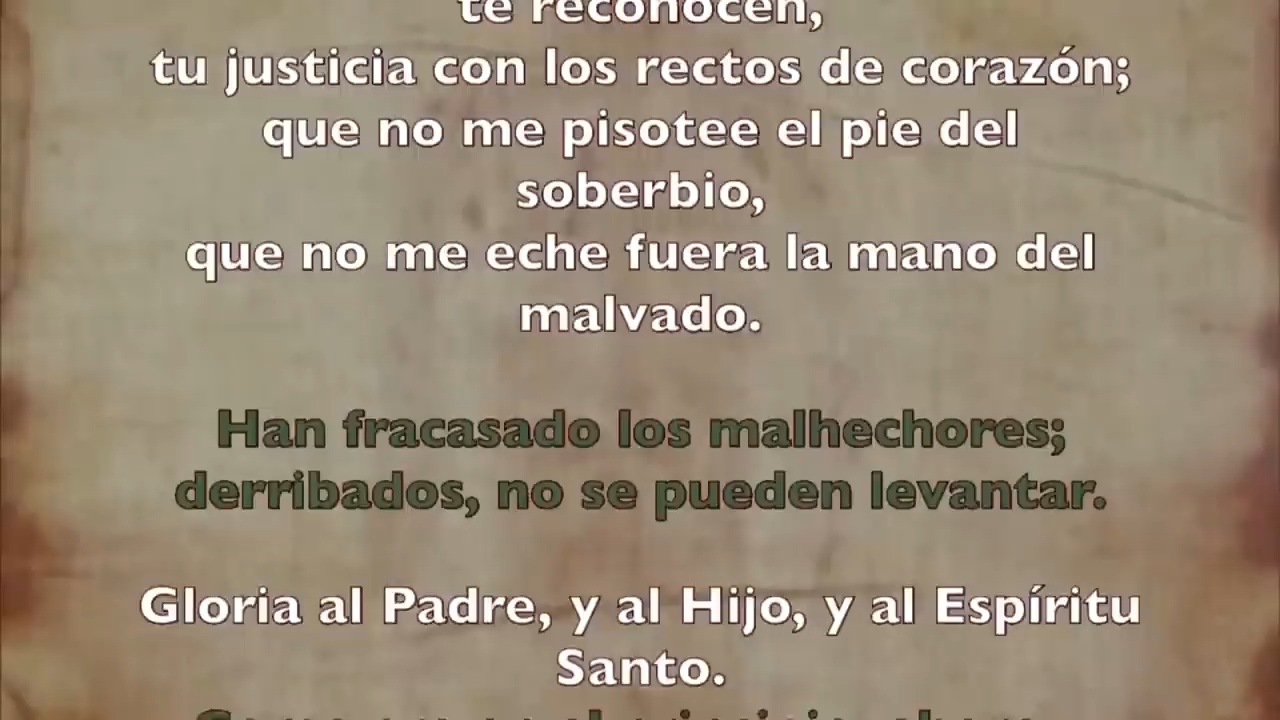 te reconocen,
tu justicia con los rectos de corazón;
que no me pisotee el pie del
soberbio,
que no me eche fuera la mano del
malvado.
Han fracasado los malhechores;
derribados, no se pueden levantar.
Gloria al Padre, y al Hijo, y al Espíritu
Santo.